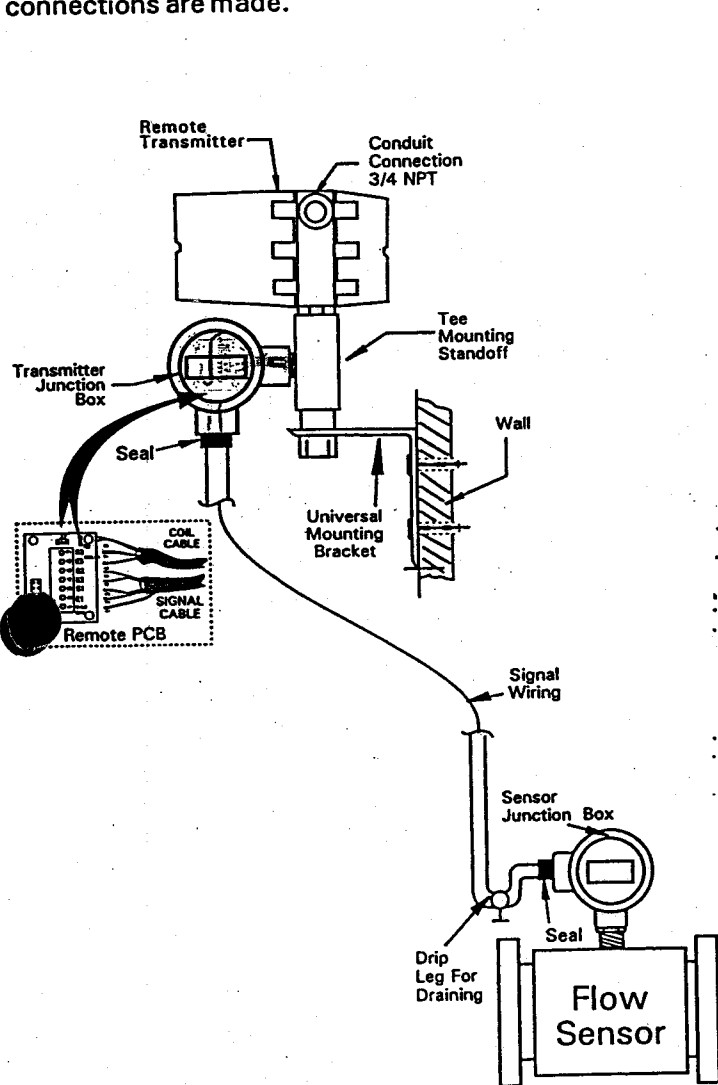 connections are made.
Remote
Transmitter
Conduit
Connection
3/4 NPT
Tee
Mounting
Standoff
Transmitter
Junction
Box
Wall
Seal
Universal
Mounting
Bracket
COIL
CABLE
SIGNAL
CABLE
Remote PCB
Signal
Wiring
Sensor
Junction Box
Seal
Drip
Leg For
Draining
Flow
Sensor